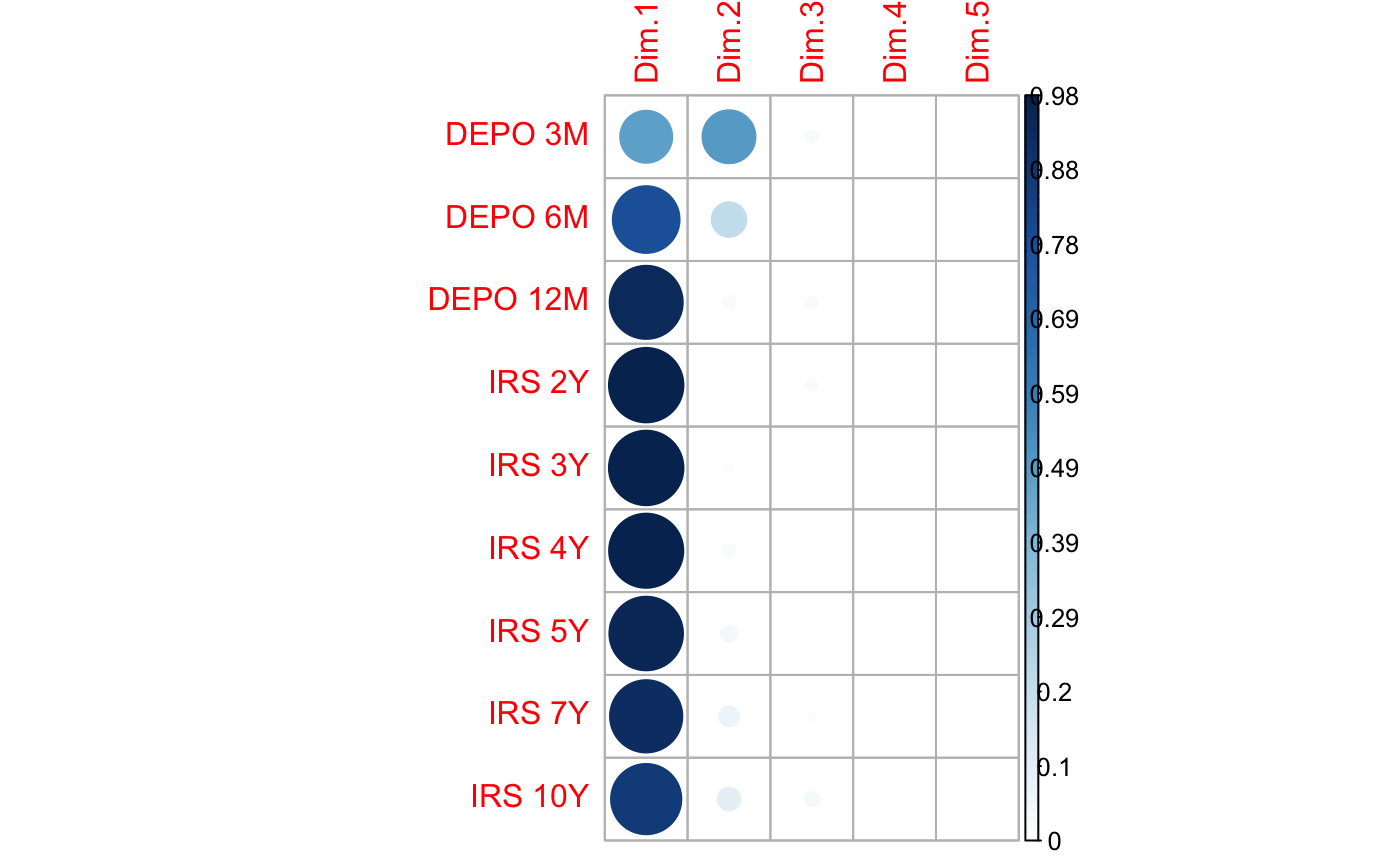 Dim.1
Dim.2
Dim.3
Dim.4
Dim.5
DEPO 3M
DEPO 6M
DEPO 12M
IRS 2Y
IRS 3Y
IRS 4Y
IRS 5Y
IRS 7Y
IRS 10Y
0.98
0.88
0.78
0.69
0.59
0.49
0.39
0.29
0.2
0.1
0